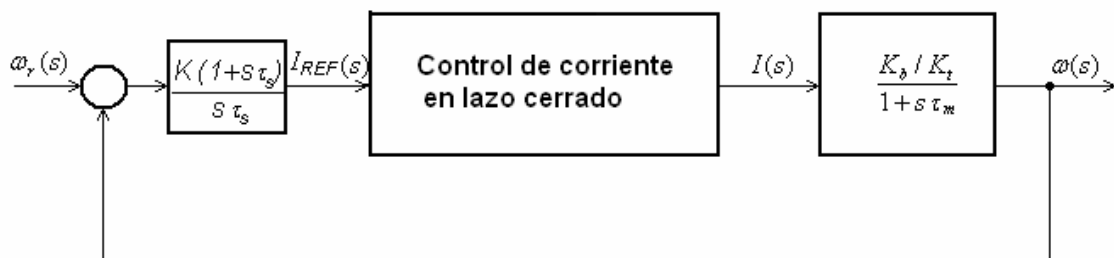 ω_r(s)
K(1+sτ_s)
sτ_s
I_REF(s)
Control de corriente
en lazo cerrado
I(s)
K_b / K_t
1+sτ_m
ω(s)